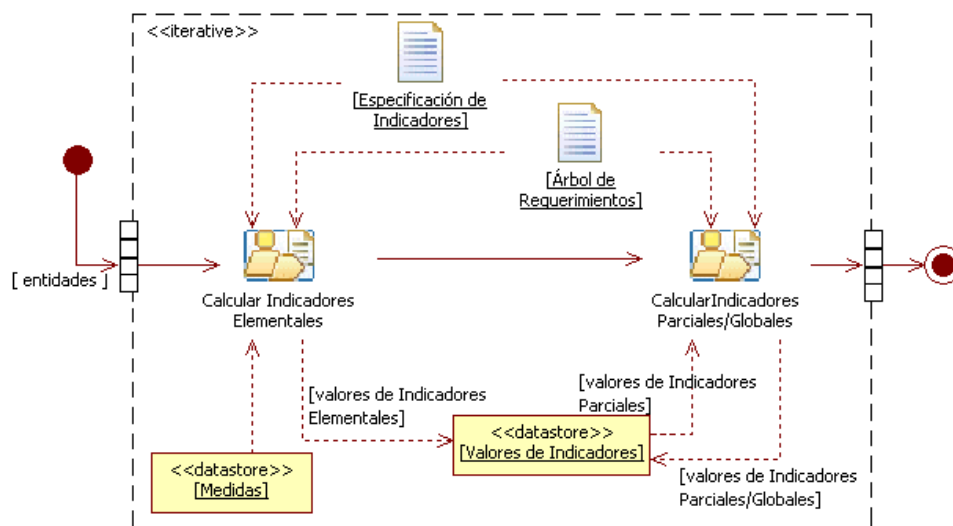 <<iterative>>
[Especificación de
Indicadores]
[Árbol de
Requerimientos]
[ entidades ]
Calcular Indicadores
Elementales
CalcularIndicadores
Parciales/Globales
[valores de Indicadores
Elementales]
[valores de Indicadores
Parciales]
<<datastore>>
[Valores de Indicadores]
<<datastore>>
[Medidas]
[valores de Indicadores
Parciales/Globales]